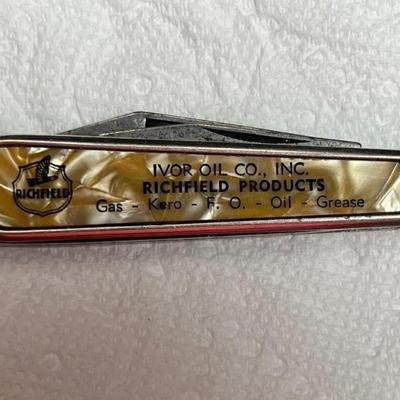 RICHFIELD
IVOR OIL CO., INC.
RICHFIELD PRODUCTS
Gas - Kero - F. O. - Oil - Grease